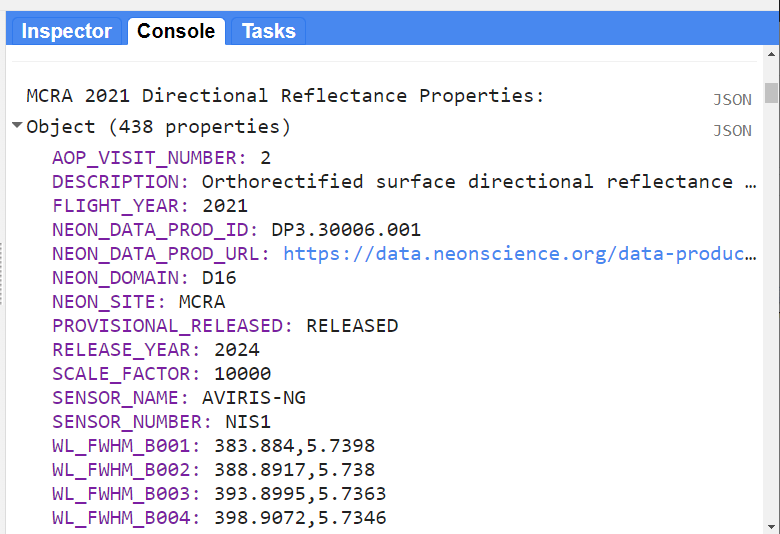 Inspector Console Tasks
MCRA 2021 Directional Reflectance Properties:
JSON
Object (438 properties)
JSON
AOP_VISIT_NUMBER: 2
DESCRIPTION: Orthorectified surface directional reflectance …
FLIGHT_YEAR: 2021
NEON_DATA_PROD_ID: DP3.30006.001
NEON_DATA_PROD_URL: https://data.neonscience.org/data-produc…
NEON_DOMAIN: D16
NEON_SITE: MCRA
PROVISIONAL_RELEASED: RELEASED
RELEASE_YEAR: 2024
SCALE_FACTOR: 10000
SENSOR_NAME: AVIRIS-NG
SENSOR_NUMBER: NIS1
WL_FWHM_B001: 383.884,5.7398
WL_FWHM_B002: 388.8917,5.738
WL_FWHM_B003: 393.8995,5.7363
WL_FWHM_B004: 398.9072,5.7346